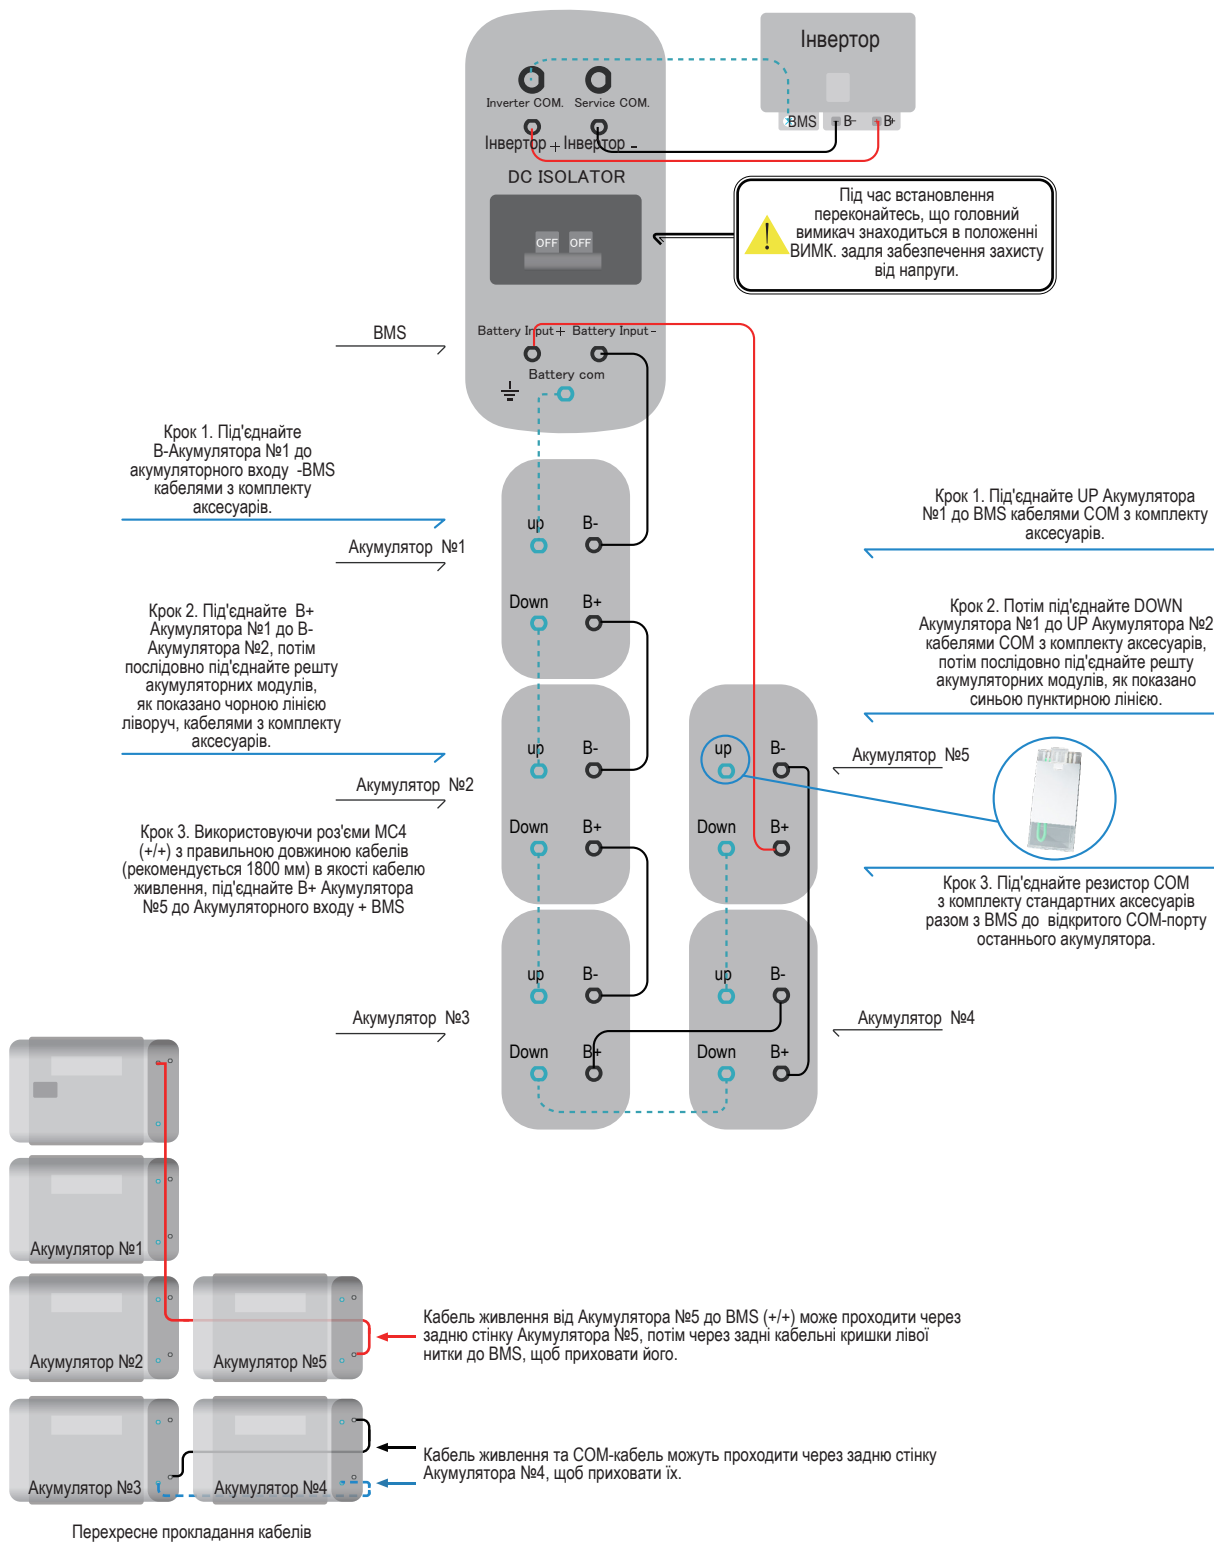 Інвертор
Inverter COM. Service COM.
BMS B- B+
Інвертор + Інвертор -
DC ISOLATOR
OFF OFF
Під час встановлення
переконайтесь, що головний
вимикач знаходиться в положенні
ВИМК. задля забезпечення захисту
від напруги.
Battery Input+ Battery Input-
Battery com
BMS
Крок 1. Під'єднайте
В-Акумулятора №1 до
акумуляторного входу -BMS
кабелями з комплекту
аксесуарів.
Акумулятор №1
up B-
Down B+
Крок 2. Під'єднайте B+
Акумулятора №1 до B-
Акумулятора №2, потім
послідовно під'єднайте решту
акумуляторних модулів,
як показано чорною лінією
ліворуч, кабелями з комплекту
аксесуарів.
Акумулятор №2
up B-
Down B+
Крок 3. Використовуючи роз'єми MC4
(+/+) з правильною довжиною кабелів
(рекомендується 1800 мм) в якості кабелю
живлення, під'єднайте B+ Акумулятора
№5 до Акумуляторного входу + BMS
up B-
Down B+
Акумулятор №3
Крок 1. Під'єднайте UP Акумулятора
№1 до BMS кабелями COM з комплекту
аксесуарів.
Крок 2. Потім під'єднайте DOWN
Акумулятора №1 до UP Акумулятора №2
кабелями COM з комплекту аксесуарів,
потім послідовно під'єднайте решту
акумуляторних модулів, як показано
синьою пунктирною лінією.
up B-
Down B+
Акумулятор №5
Крок 3. Під'єднайте резистор COM
з комплекту стандартних аксесуарів
разом з BMS до відкритого COM-порту
останнього акумулятора.
up B-
Down B+
Акумулятор №4
Акумулятор №1
Акумулятор №2 Акумулятор №5
Кабель живлення від Акумулятора №5 до BMS (+/+) може проходити через
задню стінку Акумулятора №5, потім через задні кабельні кришки лівої
нитки до BMS, щоб приховати його.
Акумулятор №3 Акумулятор №4
Кабель живлення та COM-кабель можуть проходити через задню стінку
Акумулятора №4, щоб приховати їх.
Перехресне прокладання кабелів